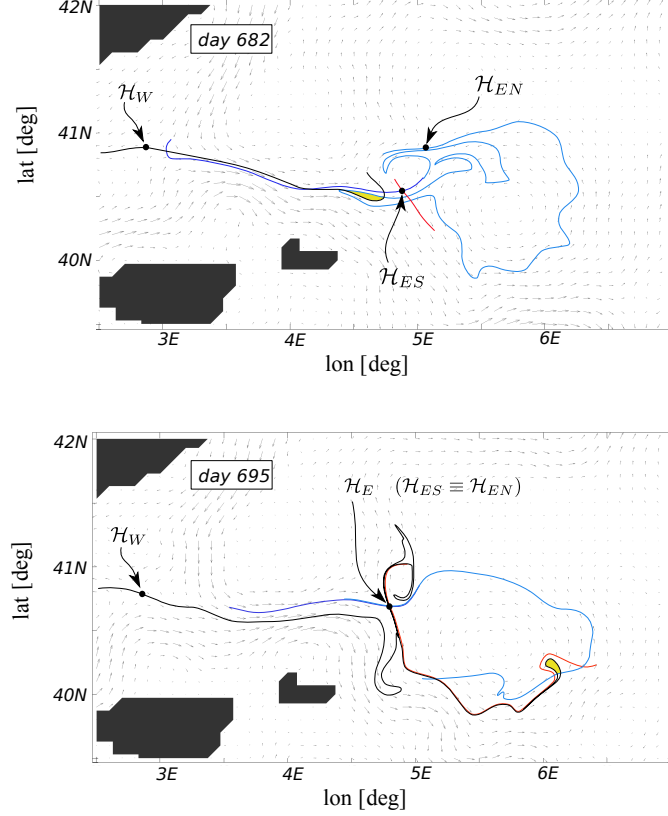 42N
day 682
ℋ_W
ℋ_EN
41N
lat [deg]
40N
ℋ_ES
3E 4E 5E 6E
lon [deg]
42N
day 695
ℋ_E (ℋ_ES ≡ ℋ_EN)
ℋ_W
41N
lat [deg]
40N
3E 4E 5E 6E
lon [deg]